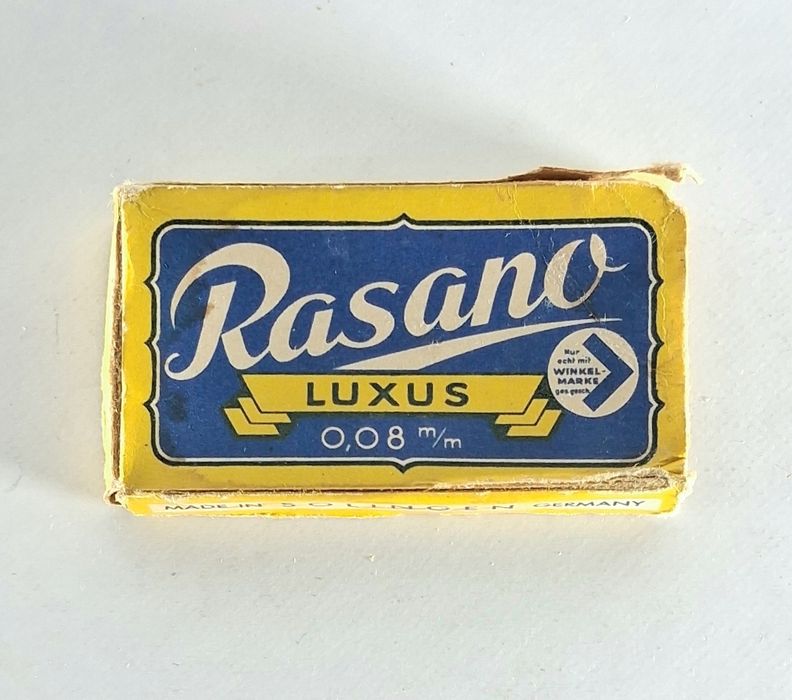 Rasano
Nur
echt mit
WINKEL-
MARKE
ges. gesch.
LUXUS
0,08 m/m
MADE IN SOLINGEN GERMANY